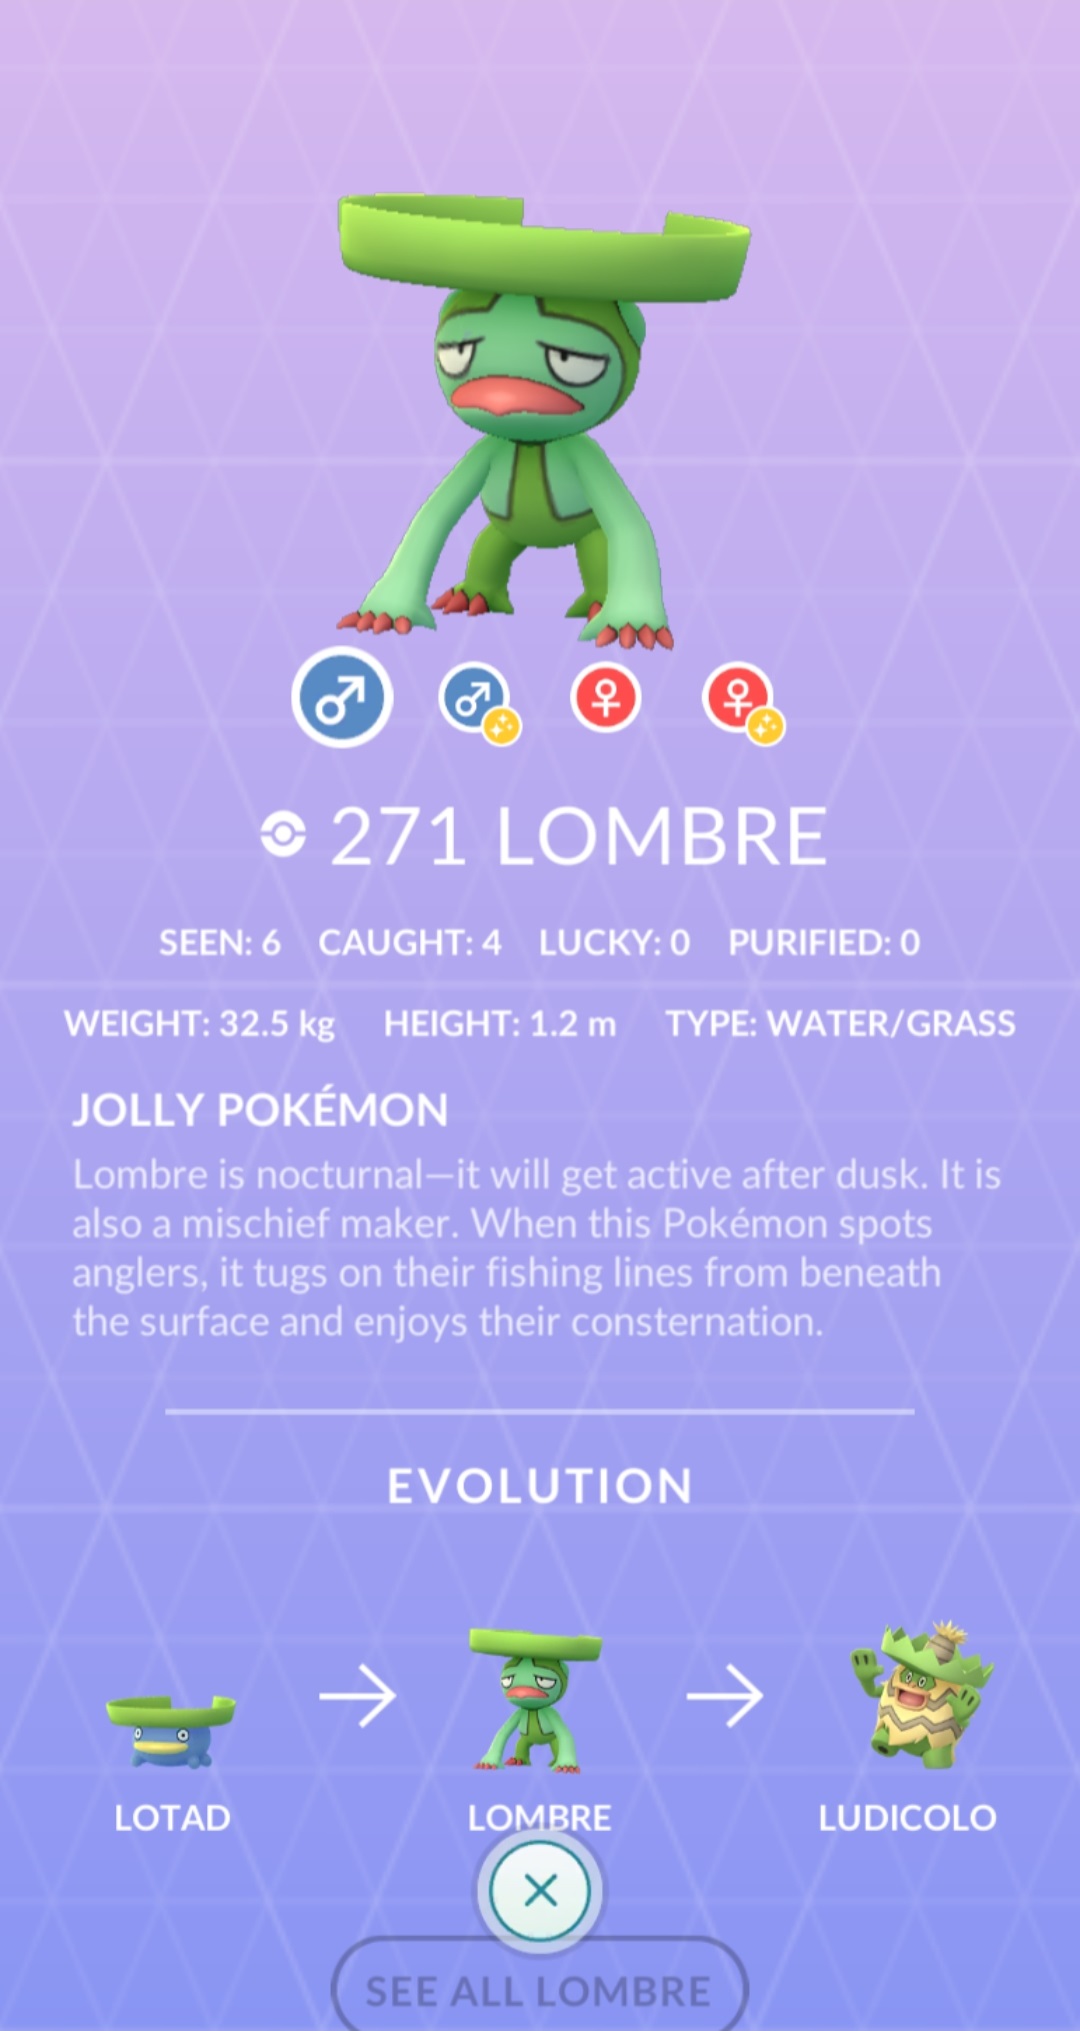 271 LOMBRE
SEEN: 6 CAUGHT: 4 LUCKY: 0 PURIFIED: 0
WEIGHT: 32.5 kg HEIGHT: 1.2 m TYPE: WATER/GRASS
JOLLY POKÉMON
Lombre is nocturnal—it will get active after dusk. It is
also a mischief maker. When this Pokémon spots
anglers, it tugs on their fishing lines from beneath
the surface and enjoys their consternation.
EVOLUTION
LOTAD LOMBRE LUDICOLO
SEE ALL LOMBRE